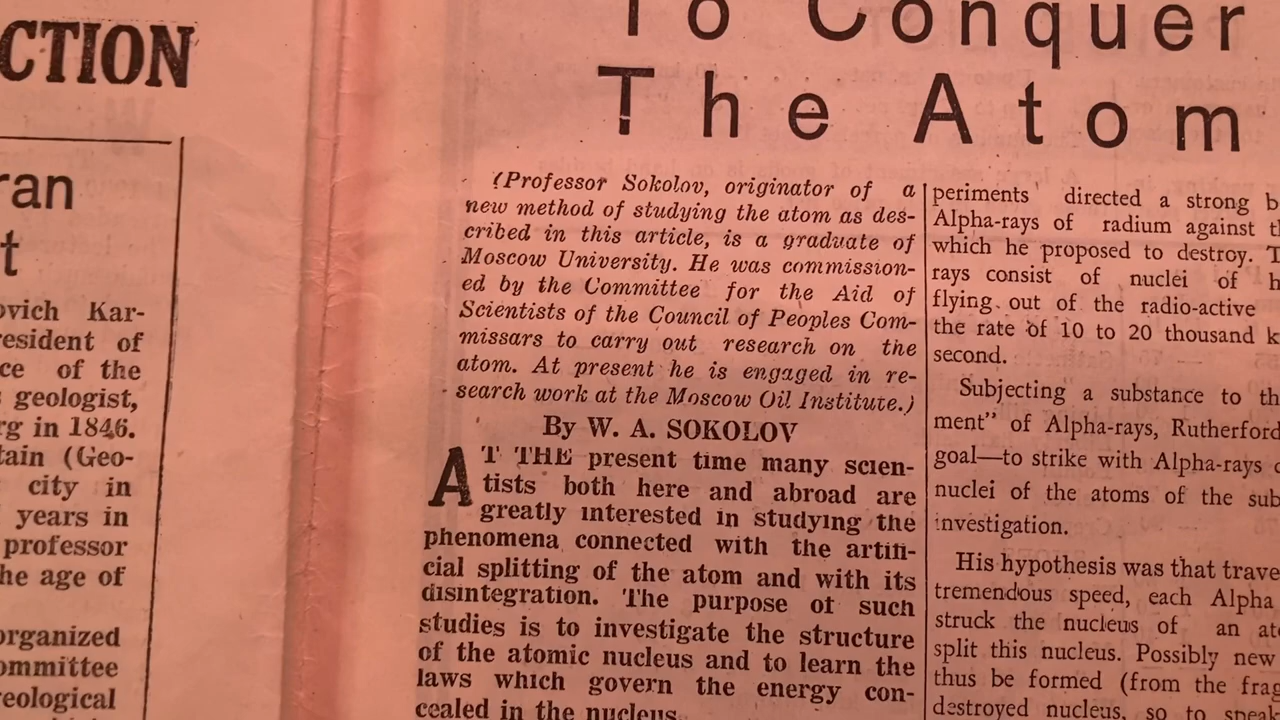 CTION
ran
t
ovich Kar-
resident of
ce of the
geologist,
rg in 1846.
tain (Geo-
city in
years in
professor
he age of
organized
ommittee
eological
To Conquer
The Atom
(Professor Sokolov, originator of a
new method of studying the atom as des-
cribed in this article, is a graduate of
Moscow University. He was commission-
ed by the Committee for the Aid of
Scientists of the Council of Peoples Com-
missars to carry out research on the
atom. At present he is engaged in re-
search work at the Moscow Oil Institute.)
By W. A. SOKOLOV
AT THE present time many scien-
tists both here and abroad are
greatly interested in studying the
phenomena connected with the artifi-
cial splitting of the atom and with its
disintegration. The purpose of such
studies is to investigate the structure
of the atomic nucleus and to learn the
laws which govern the energy con-
cealed in the nucleus.
periments directed a strong b
Alpha-rays of radium against th
which he proposed to destroy. T
rays consist of nuclei of h
flying out of the radio-active
the rate of 10 to 20 thousand k
second.
Subjecting a substance to th
ment” of Alpha-rays, Rutherford
goal—to strike with Alpha-rays
nuclei of the atoms of the sub
investigation.
His hypothesis was that trave
tremendous speed, each Alpha
struck the nucleus of an ato
split this nucleus. Possibly new
thus be formed (from the frag
destroyed nucleus, so to speak